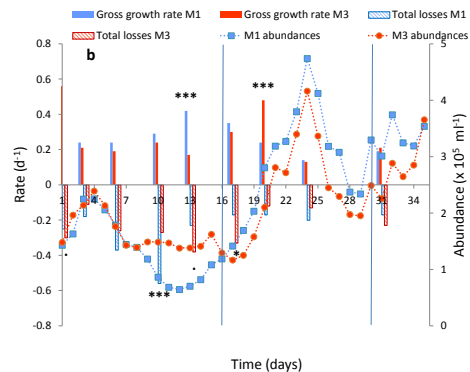 Gross growth rate M1 Gross growth rate M3 Total losses M1
Total losses M3 M1 abundances M3 abundances
b
0.8 5
0.6
***
*** 4
0.4
0.2 3
0
1 4 7 10 13 16 19 22 25 28 31 34
2
-0.2
*
-0.4 1
***
-0.6
-0.8 0
Rate (d⁻¹)
Abundance (x 10⁵ ml⁻¹)
Time (days)